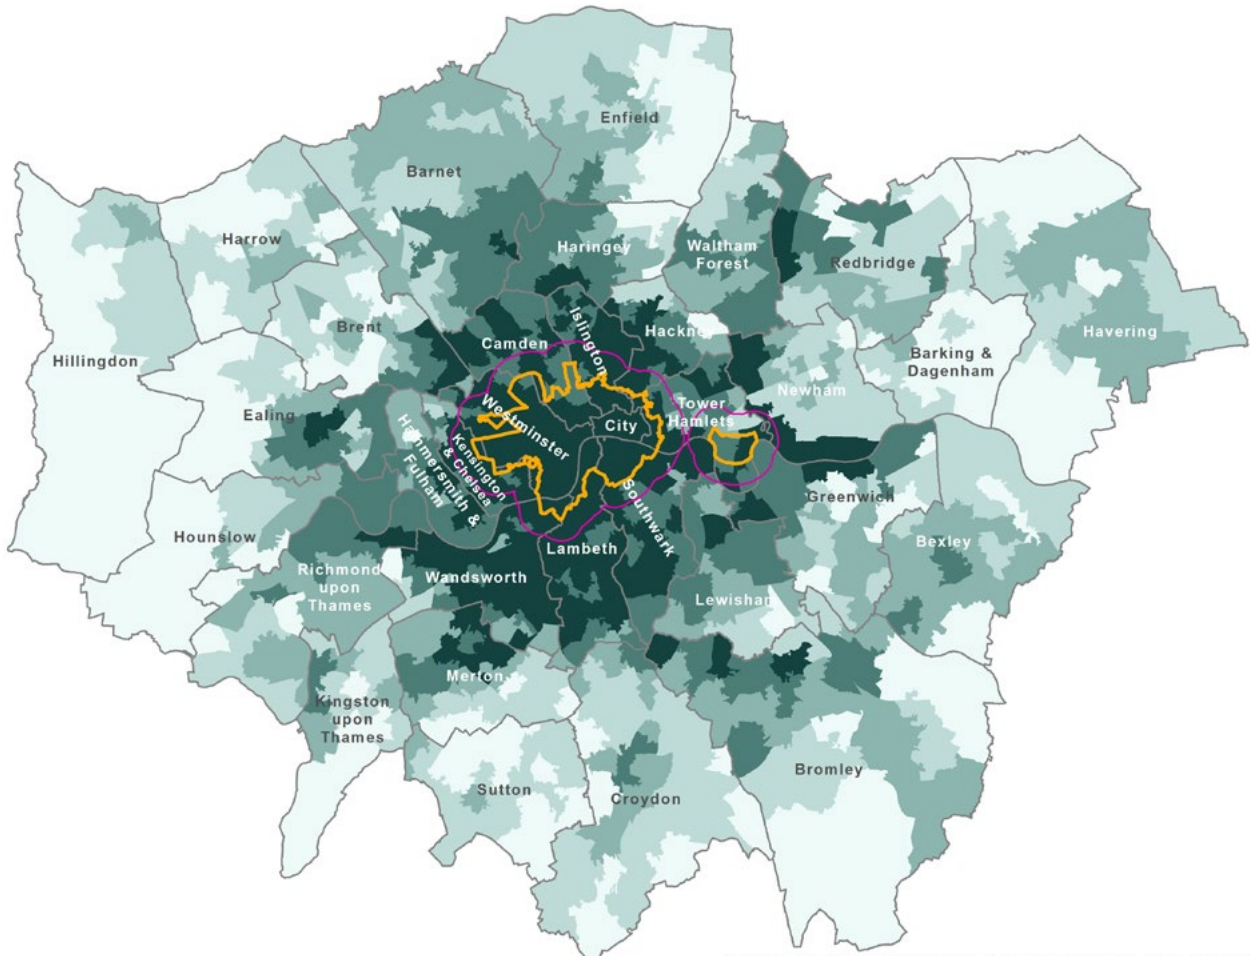 Enfield
Barnet
Harrow
Haringey
Waltham
Forest
Redbridge
Havering
Hillingdon
Brent
Camden
Islington
Hackney
Barking &
Dagenham
Ealing
Westminster
City
Tower
Hamlets
Newham
Kensington
& Chelsea
Hammersmith &
Fulham
Southwark
Greenwich
Hounslow
Bexley
Richmond
upon
Thames
Wandsworth
Lambeth
Lewisham
Merton
Kingston
upon
Thames
Sutton
Croydon
Bromley